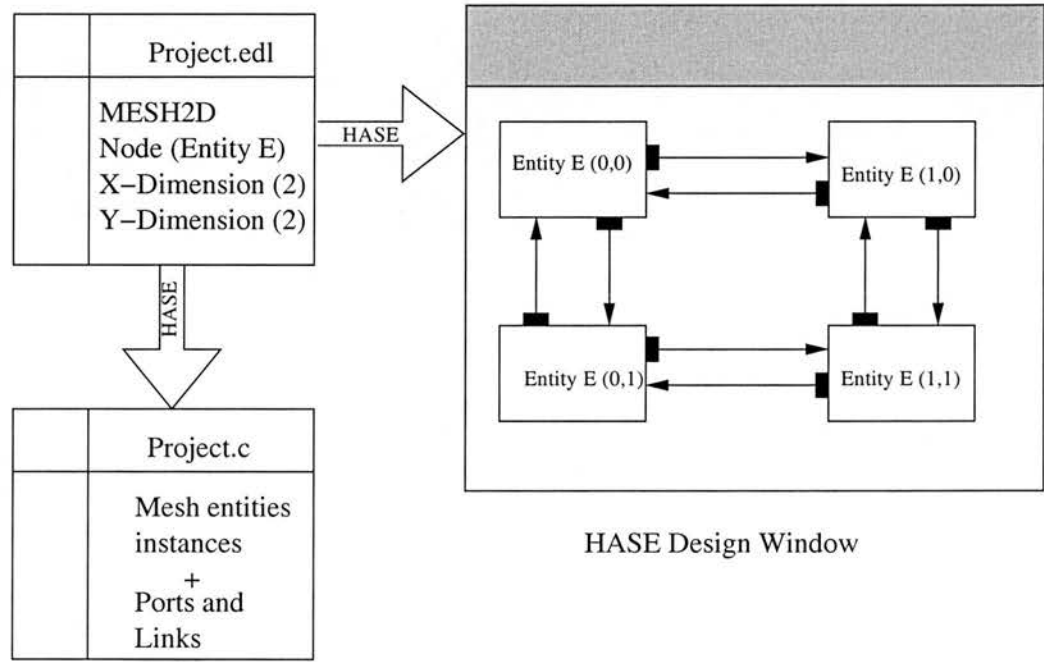 Project.edl
MESH2D
Node (Entity E)
X−Dimension (2)
Y−Dimension (2)
HASE
HASE
Project.c
Mesh entities
instances
+
Ports and
Links
Entity E (0,0)
Entity E (1,0)
Entity E (0,1)
Entity E (1,1)
HASE Design Window